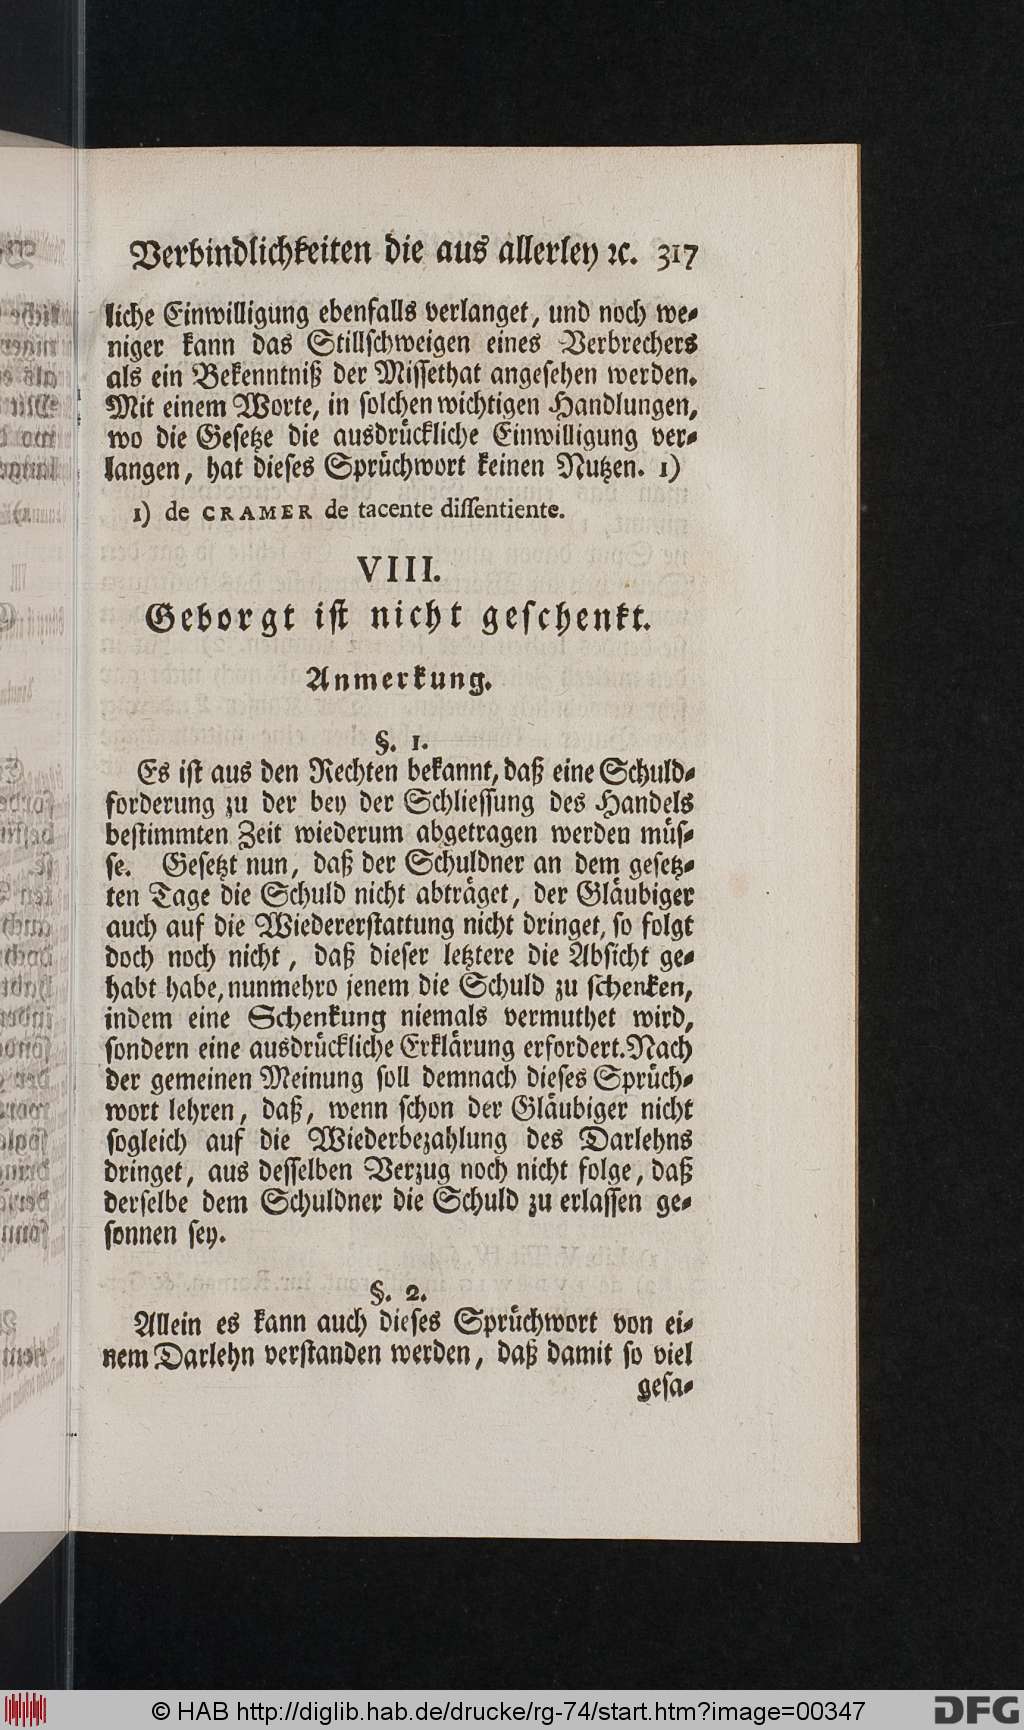 Verbindlichkeiten die aus allerley ꝛc. 317
liche Einwilligung ebenfalls verlanget, und noch we-
niger kann das Stillschweigen eines Verbrechers
als ein Bekenntniß der Missethat angesehen werden.
Mit einem Worte, in solchen wichtigen Handlungen,
wo die Gesetze die ausdrückliche Einwilligung ver-
langen, hat dieses Sprüchwort keinen Nutzen. 1)
1) de CRAMER de tacente dissentiente.
VIII.
Geborgt ist nicht geschenkt.
Anmerkung.
§. 1.
Es ist aus den Rechten bekannt, daß eine Schuld-
forderung zu der bey der Schliessung des Handels
bestimmten Zeit wiederum abgetragen werden müs-
se. Gesetzt nun, daß der Schuldner an dem gesetz-
ten Tage die Schuld nicht abträget, der Gläubiger
auch auf die Wiedererstattung nicht dringet, so folgt
doch noch nicht, daß dieser letztere die Absicht ge-
habt habe, nunmehro jenem die Schuld zu schenken,
indem eine Schenkung niemals vermuthet wird,
sondern eine ausdrückliche Erklärung erfordert. Nach
der gemeinen Meinung soll demnach dieses Sprüch-
wort lehren, daß, wenn schon der Gläubiger nicht
sogleich auf die Wiederbezahlung des Darlehns
dringet, aus desselben Verzug noch nicht folge, daß
derselbe dem Schuldner die Schuld zu erlassen ge-
sonnen sey.
§. 2.
Allein es kann auch dieses Sprüchwort von ei-
nem Darlehn verstanden werden, daß damit so viel
gesa-
© HAB http://diglib.hab.de/drucke/rg-74/start.htm?image=00347
DFG